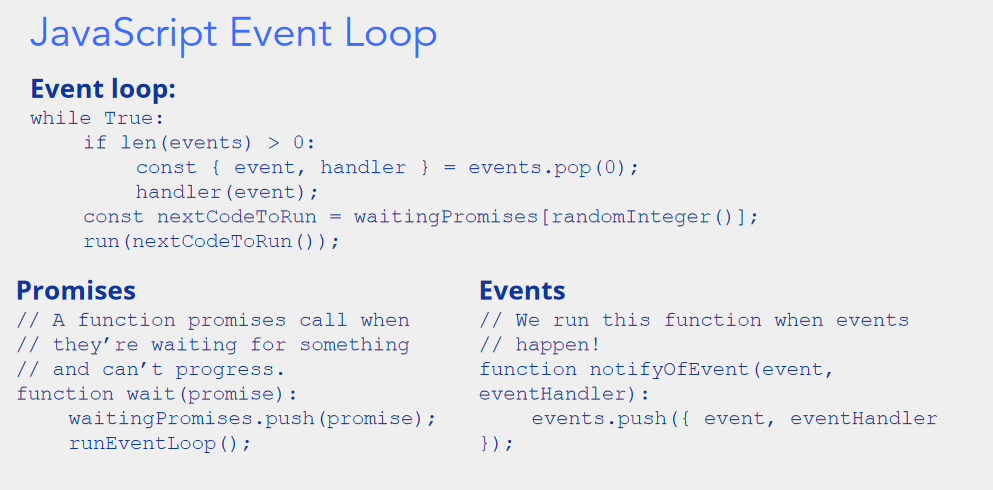 JavaScript Event Loop
Event loop:
while True:
if len(events) > 0:
const { event, handler } = events.pop(0);
handler(event);
const nextCodeToRun = waitingPromises[randomInteger()];
run(nextCodeToRun());
Promises
// A function promises call when
// they’re waiting for something
// and can’t progress.
function wait(promise):
waitingPromises.push(promise);
runEventLoop();
Events
// We run this function when events
// happen!
function notifyOfEvent(event,
eventHandler):
events.push({ event, eventHandler
});